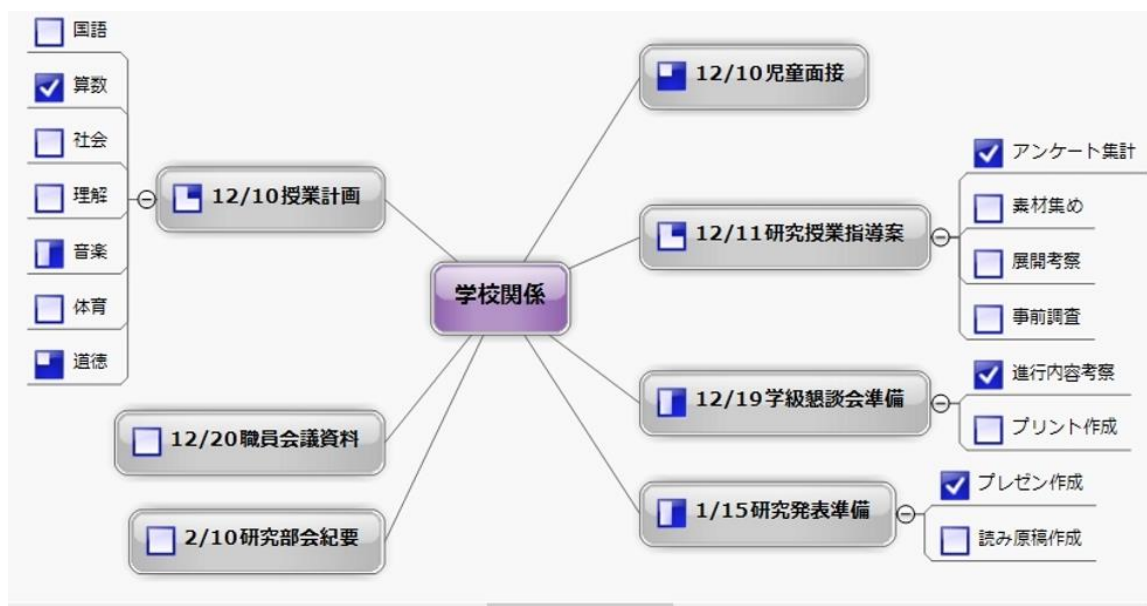 学校関係
12/10授業計画
国語
算数
社会
理解
音楽
体育
道徳
12/20職員会議資料
2/10研究部会紀要
12/10児童面接
12/11研究授業指導案
アンケート集計
素材集め
展開考察
事前調査
12/19学級懇談会準備
進行内容考察
プリント作成
1/15研究発表準備
プレゼン作成
読み原稿作成